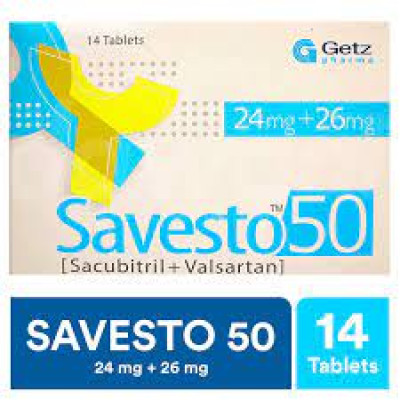 14 Tablets
Getz
pharma
24mg+26mg
Savesto™50
[Sacubitril+Valsartan]
SAVESTO 50
24 mg + 26 mg
14
Tablets